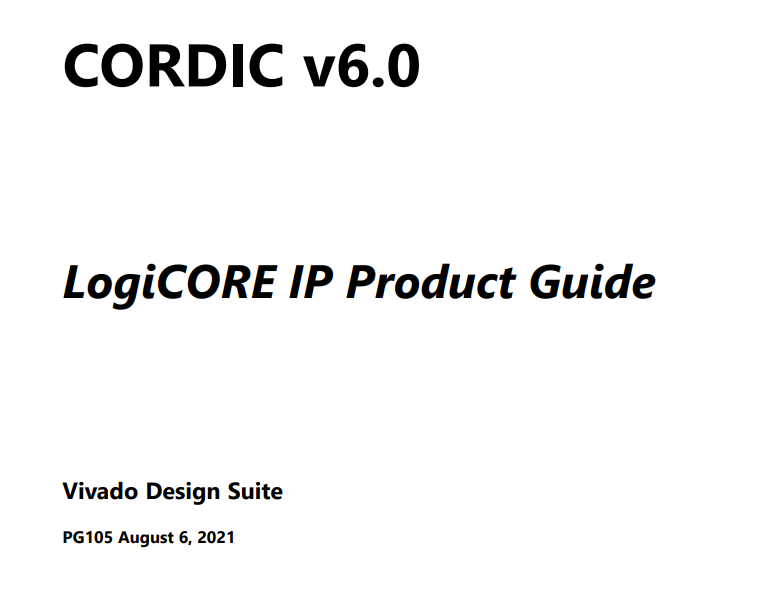 CORDIC v6.0
LogiCORE IP Product Guide
Vivado Design Suite
PG105 August 6, 2021